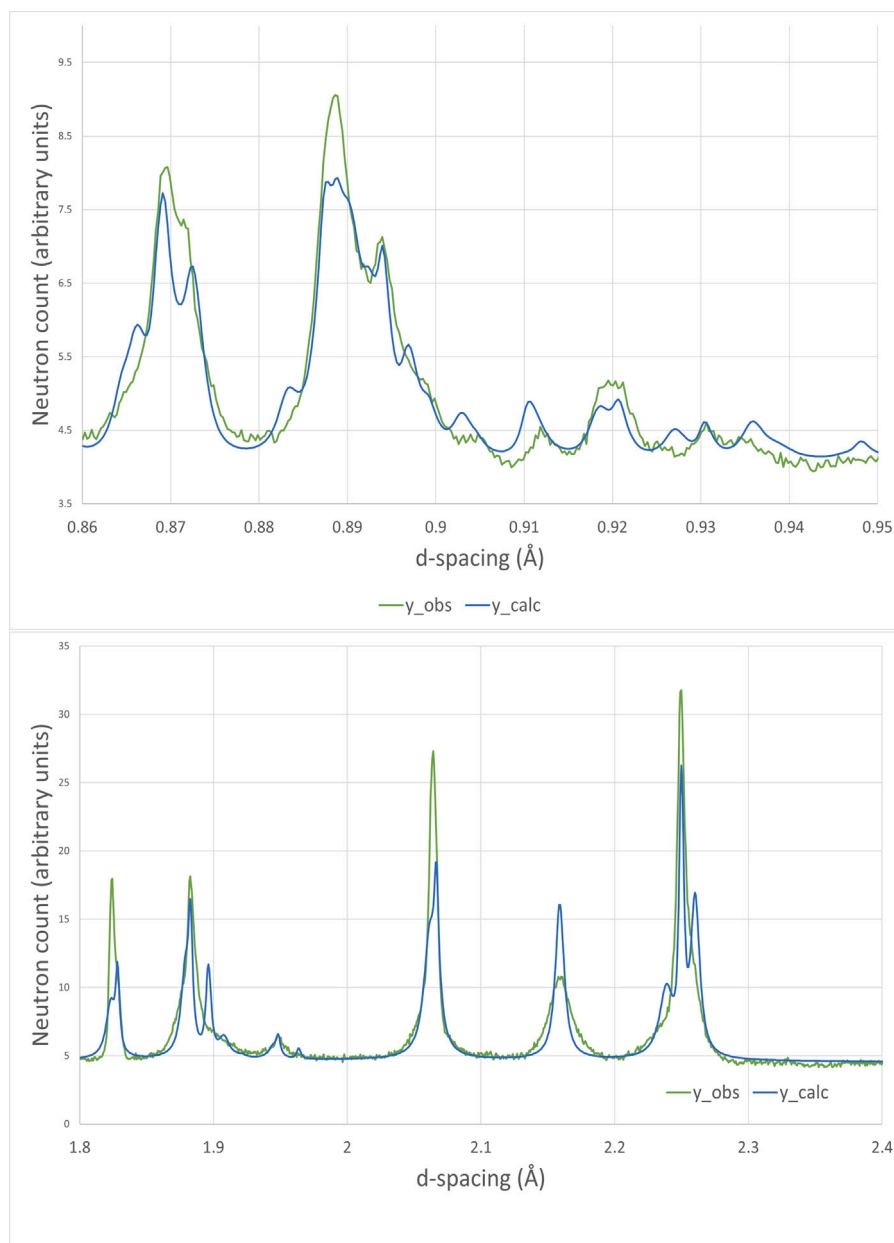 Neutron count (arbitrary units)
9.5
8.5
7.5
6.5
5.5
4.5
3.5
0.86 0.87 0.88 0.89 0.9 0.91 0.92 0.93 0.94 0.95
d-spacing (Å)
y_obs y_calc
Neutron count (arbitrary units)
35
30
25
20
15
10
5
0
y_obs y_calc
1.8 1.9 2 2.1 2.2 2.3 2.4
d-spacing (Å)